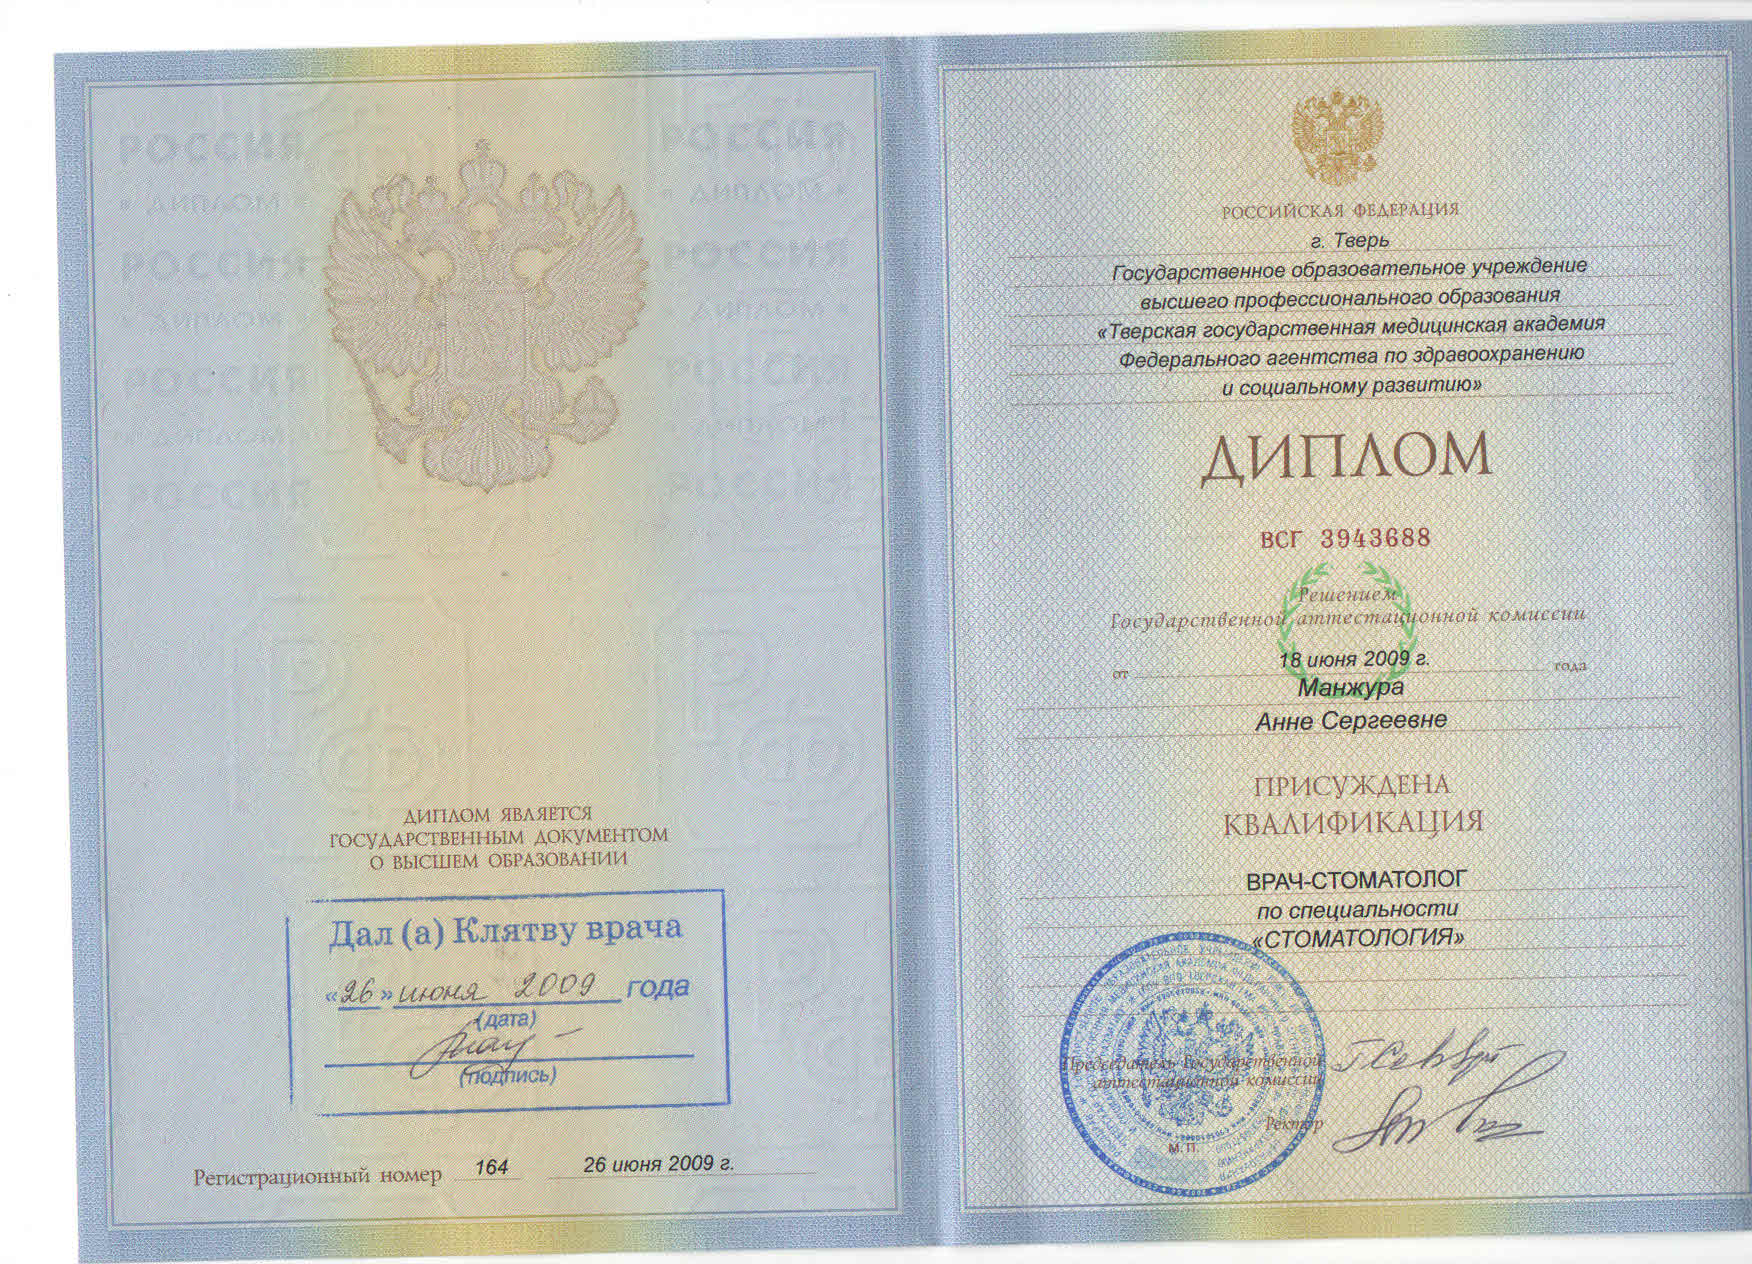 РОССИЯ
РОССИЯ
• ДИПЛОМ •
• ДИПЛОМ •
РОССИЯ
РОССИЯ
• ДИПЛОМ •
• ДИПЛОМ •
РОССИЯ
РОССИЯ
• ДИПЛОМ •
• ДИПЛОМ •
РОССИЯ
РОССИЯ
ДИПЛОМ ЯВЛЯЕТСЯ
ГОСУДАРСТВЕННЫМ ДОКУМЕНТОМ
О ВЫСШЕМ ОБРАЗОВАНИИ
Дал (а) Клятву врача
«26» июня 2009 года
(дата)
(подпись)
Регистрационный номер 164 26 июня 2009 г.
РОССИЙСКАЯ ФЕДЕРАЦИЯ
г. Тверь
Государственное образовательное учреждение
высшего профессионального образования
«Тверская государственная медицинская академия
Федерального агентства по здравоохранению
и социальному развитию»
ДИПЛОМ
ВСГ 3943688
Решением
Государственной аттестационной комиссии
от 18 июня 2009 г. года
Манжура
Анне Сергеевне
ПРИСУЖДЕНА
КВАЛИФИКАЦИЯ
ВРАЧ-СТОМАТОЛОГ
по специальности
«СТОМАТОЛОГИЯ»
Председатель Государственной
аттестационной комиссии
Ректор
М.П.